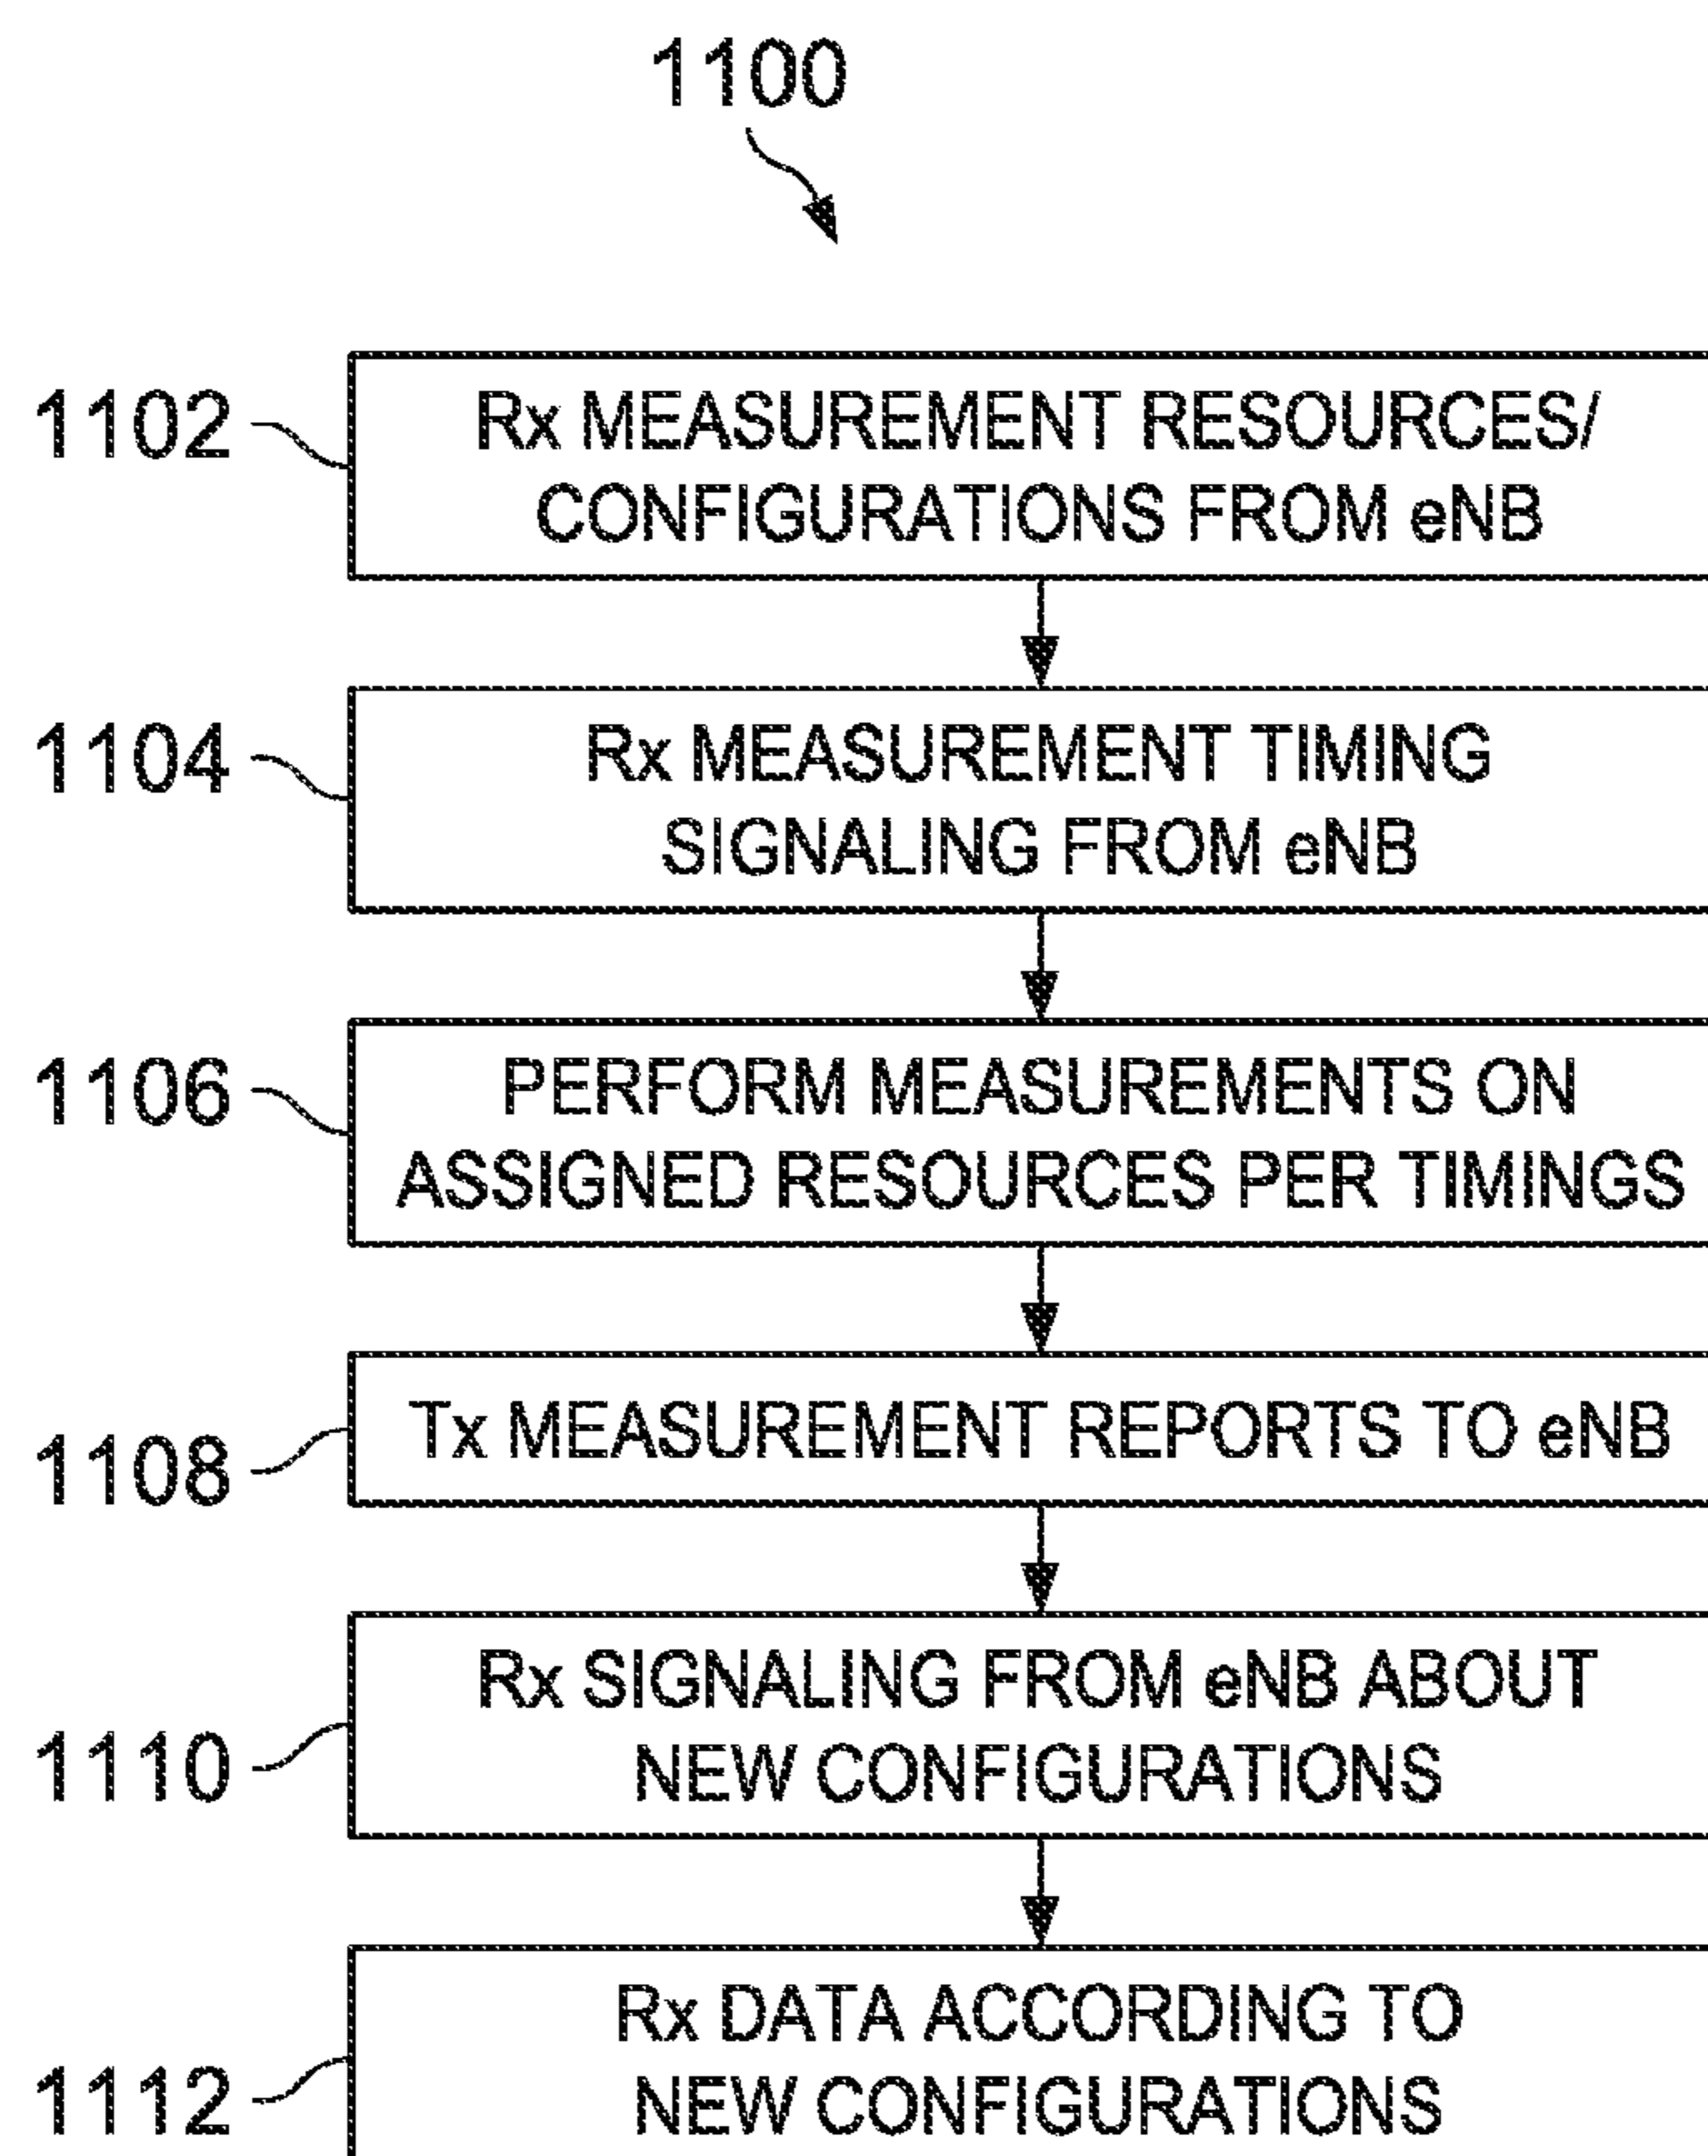 1100
1102
Rx MEASUREMENT RESOURCES/
CONFIGURATIONS FROM eNB
1104
Rx MEASUREMENT TIMING
SIGNALING FROM eNB
1106
PERFORM MEASUREMENTS ON
ASSIGNED RESOURCES PER TIMINGS
1108
Tx MEASUREMENT REPORTS TO eNB
1110
Rx SIGNALING FROM eNB ABOUT
NEW CONFIGURATIONS
1112
Rx DATA ACCORDING TO
NEW CONFIGURATIONS